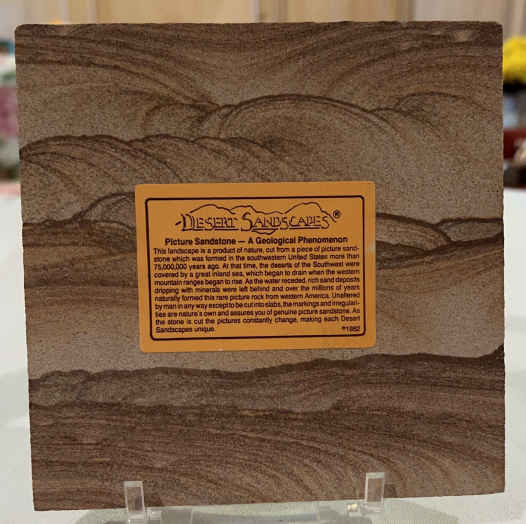 DESERT SANDSCAPES®
Picture Sandstone — A Geological Phenomenon
This landscape is a product of nature, cut from a piece of picture sand-
stone which was formed in the southwestern United States more than
75,000,000 years ago. At that time, the deserts of the Southwest were
covered by a great inland sea, which began to drain when the western
mountain ranges began to rise. As the water receded, rich sand deposits
dripping with minerals were left behind and over the millions of years
naturally formed this rare picture rock from western America. Unaltered
by man in any way except to be cut into slabs, the markings and irregulari-
ties are nature's own and assures you of genuine picture sandstone. As
the stone is cut the pictures constantly change, making each Desert
Sandscapes unique. ©1982